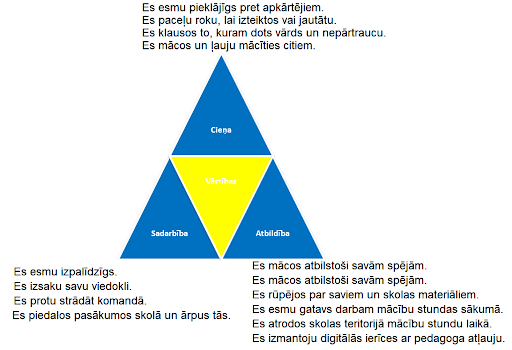 Es esmu pieklājīgs pret apkārtējiem.
Es paceļu roku, lai izteiktos vai jautātu.
Es klausos to, kuram dots vārds un nepārtraucu.
Es mācos un ļauju mācīties citiem.
Cieņa
Vērtības
Sadarbība
Atbildība
Es esmu izpalīdzīgs.
Es izsaku savu viedokli.
Es protu strādāt komandā.
Es piedalos pasākumos skolā un ārpus tās.
Es mācos atbilstoši savām spējām.
Es mācos atbilstoši savām spējām.
Es rūpējos par saviem un skolas materiāliem.
Es esmu gatavs darbam mācību stundas sākumā.
Es atrodos skolas teritorijā mācību stundu laikā.
Es izmantoju digitālās ierīces ar pedagoga atļauju.